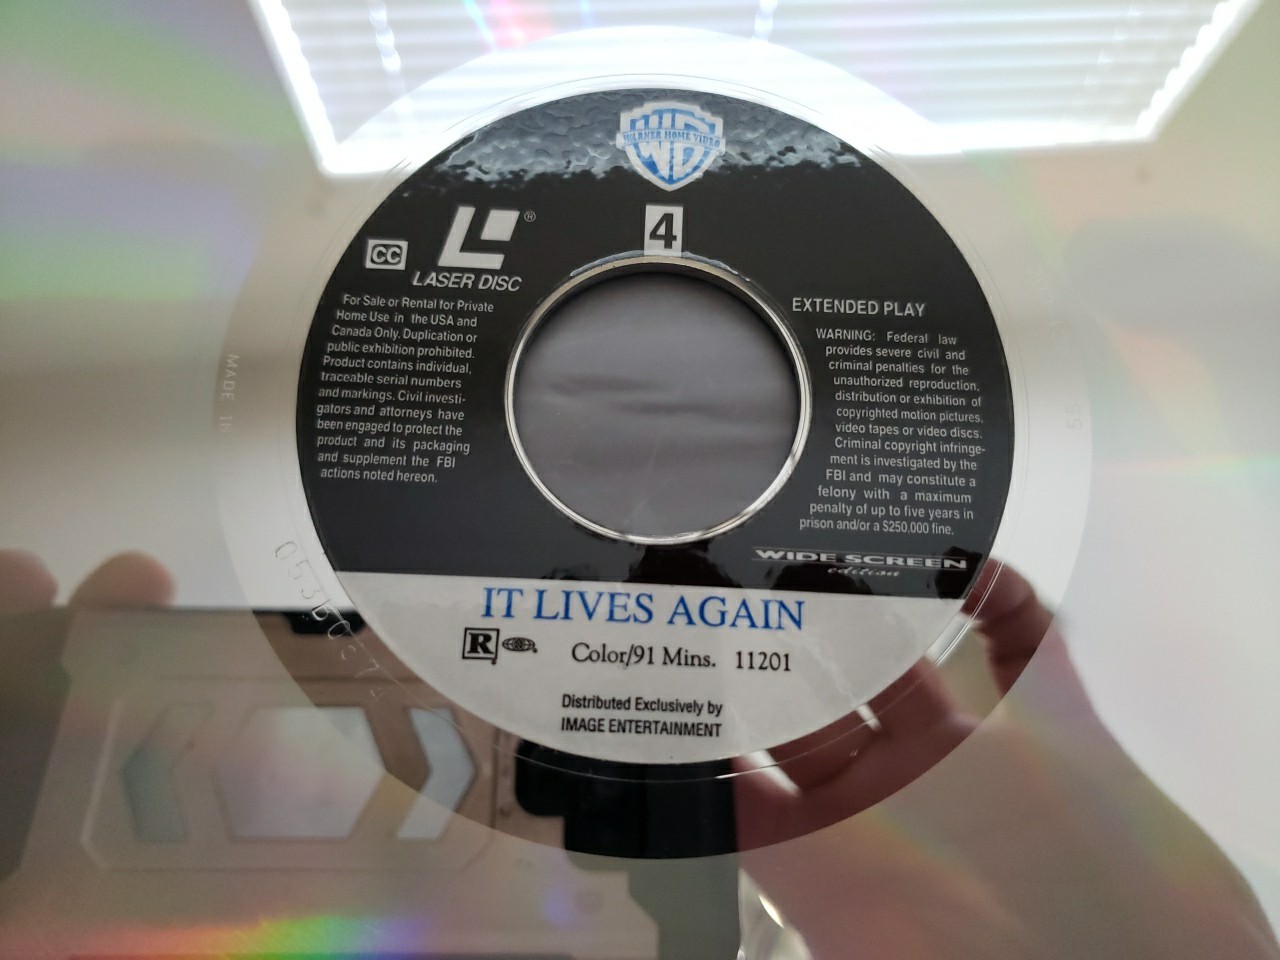 WARNER HOME VIDEO
WB
4
CC
®
LASER DISC
For Sale or Rental for Private
Home Use in the USA and
Canada Only. Duplication or
public exhibition prohibited.
Product contains individual,
traceable serial numbers
and markings. Civil investi-
gators and attorneys have
been engaged to protect the
product and its packaging
and supplement the FBI
actions noted hereon.
EXTENDED PLAY
WARNING: Federal law
provides severe civil and
criminal penalties for the
unauthorized reproduction,
distribution or exhibition of
copyrighted motion pictures,
video tapes or video discs.
Criminal copyright infringe-
ment is investigated by the
FBI and may constitute a
felony with a maximum
penalty of up to five years in
prison and/or a $250,000 fine.
WIDE SCREEN
edition
MADE IN
IT LIVES AGAIN
R
Color/91 Mins. 11201
Distributed Exclusively by
IMAGE ENTERTAINMENT